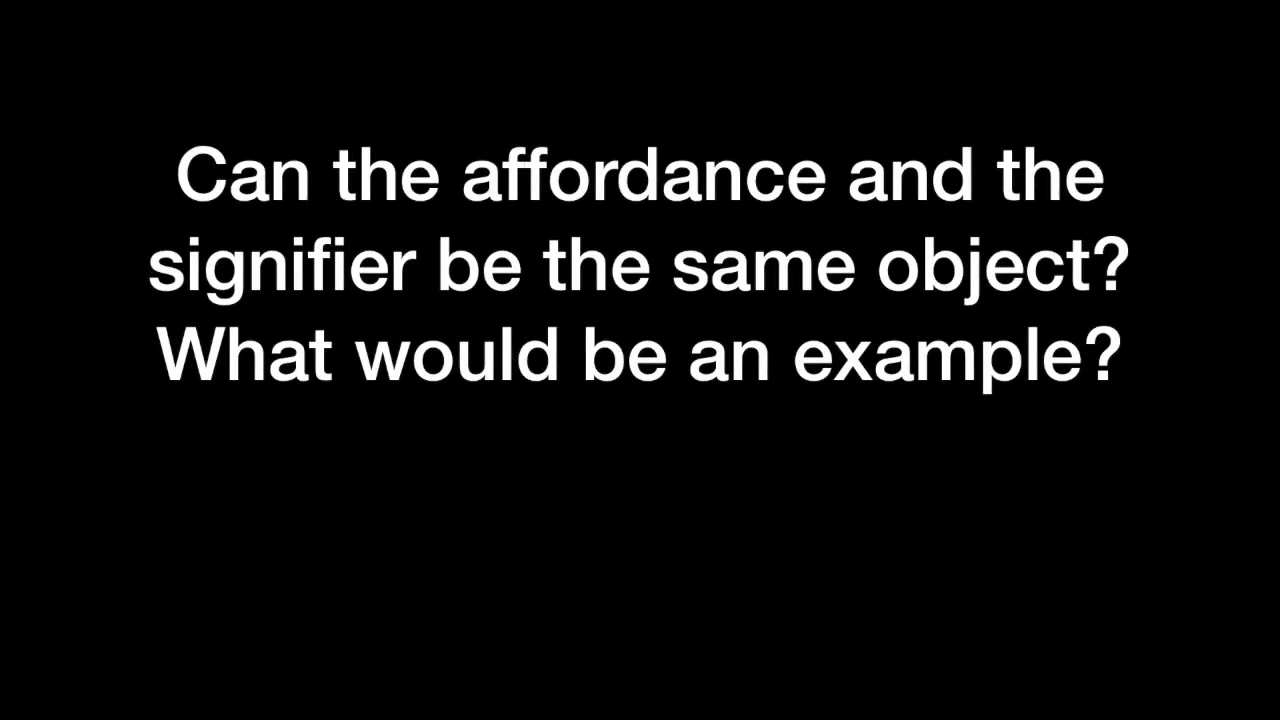 Can the affordance and the
signifier be the same object?
What would be an example?